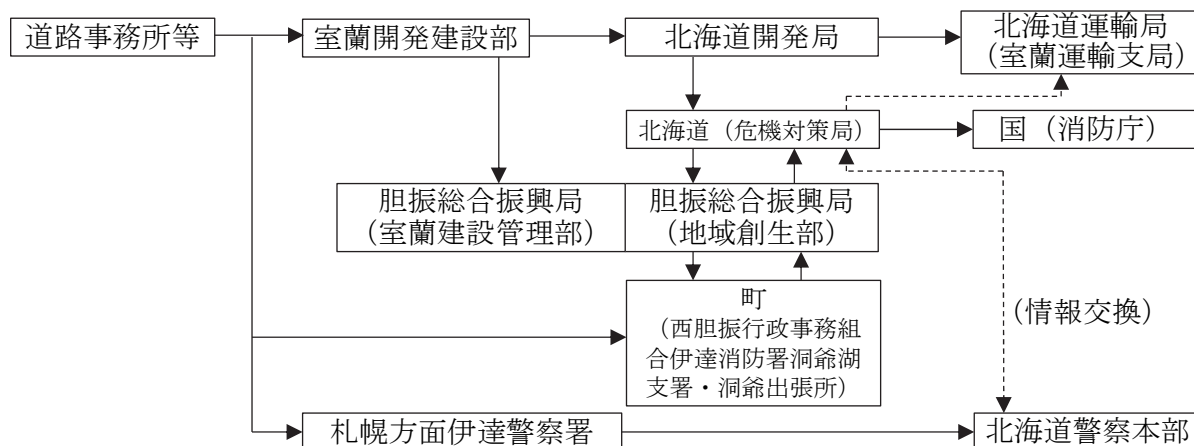 道路事務所等
室蘭開発建設部
北海道開発局
北海道運輸局
（室蘭運輸支局）
北海道（危機対策局）
国（消防庁）
胆振総合振興局
（室蘭建設管理部）
胆振総合振興局
（地域創生部）
町
（西胆振行政事務組
合伊達消防署洞爺湖
支署・洞爺出張所）
（情報交換）
札幌方面伊達警察署
北海道警察本部